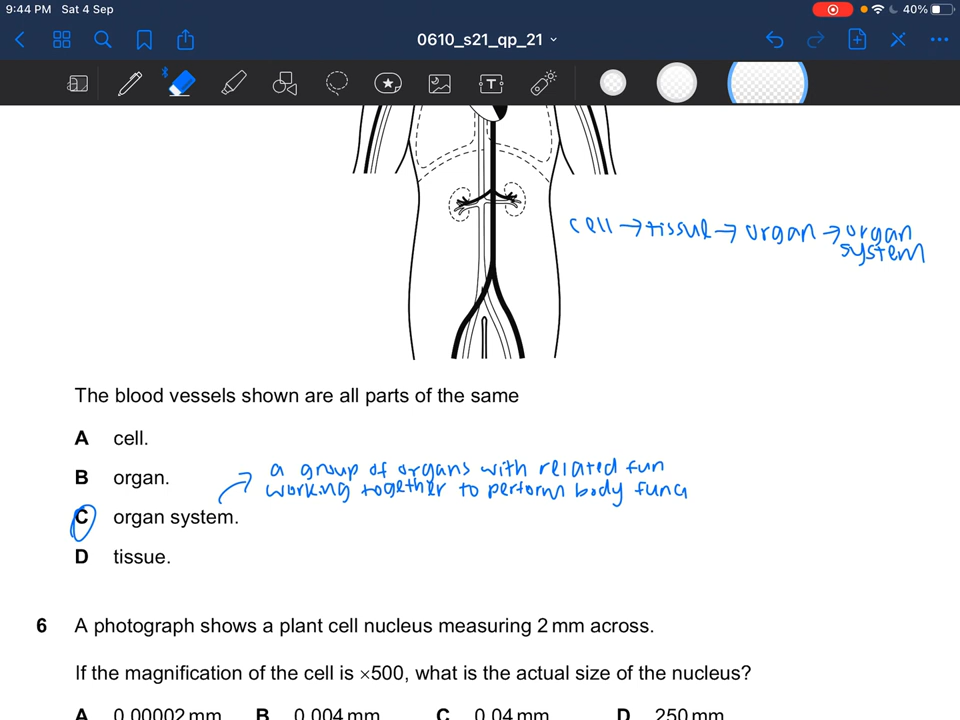 9:44 PM Sat 4 Sep
40%
0610_s21_qp_21
T
cell → tissue → organ → organ
system
The blood vessels shown are all parts of the same
A cell.
B organ.
a group of organs with related fun
working together to perform body func
C organ system.
D tissue.
6 A photograph shows a plant cell nucleus measuring 2 mm across.
If the magnification of the cell is ×500, what is the actual size of the nucleus?
A 0.00002 mm B 0.004 mm C 0.04 mm D 250 mm